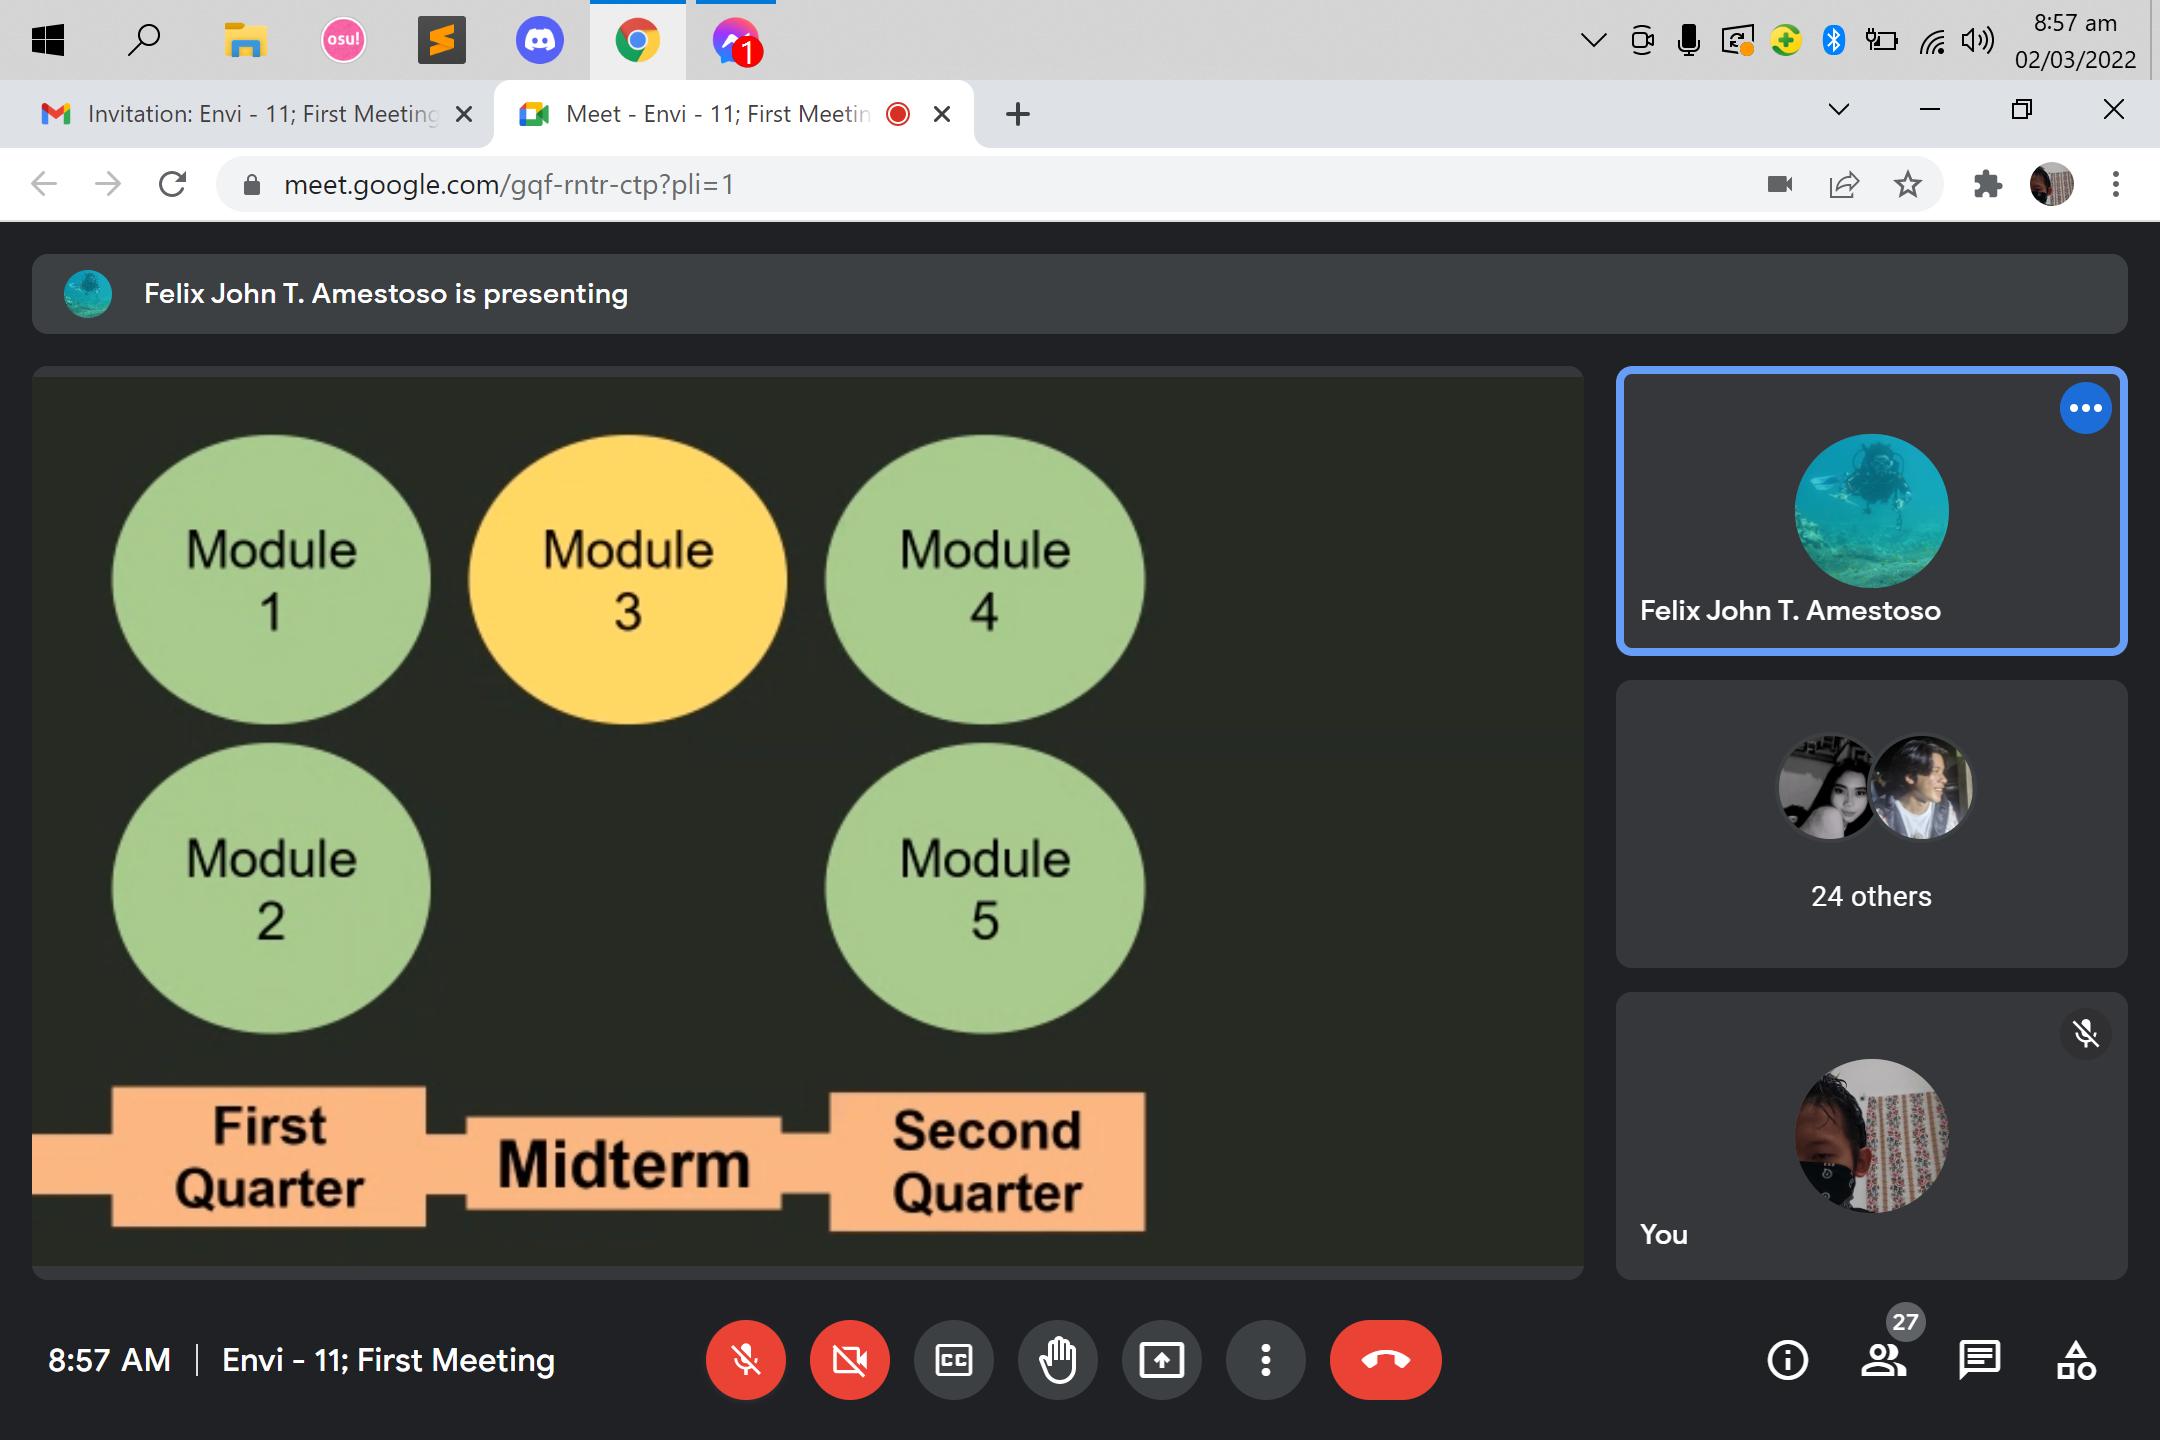 osu!
1
8:57 am
02/03/2022
Invitation: Envi - 11; First Meeting
Meet - Envi - 11; First Meetin
meet.google.com/gqf-rntr-ctp?pli=1
Felix John T. Amestoso is presenting
Module
1
Module
3
Module
4
Module
2
Module
5
First
Quarter
Midterm
Second
Quarter
Felix John T. Amestoso
24 others
You
8:57 AM
Envi - 11; First Meeting
CC
27